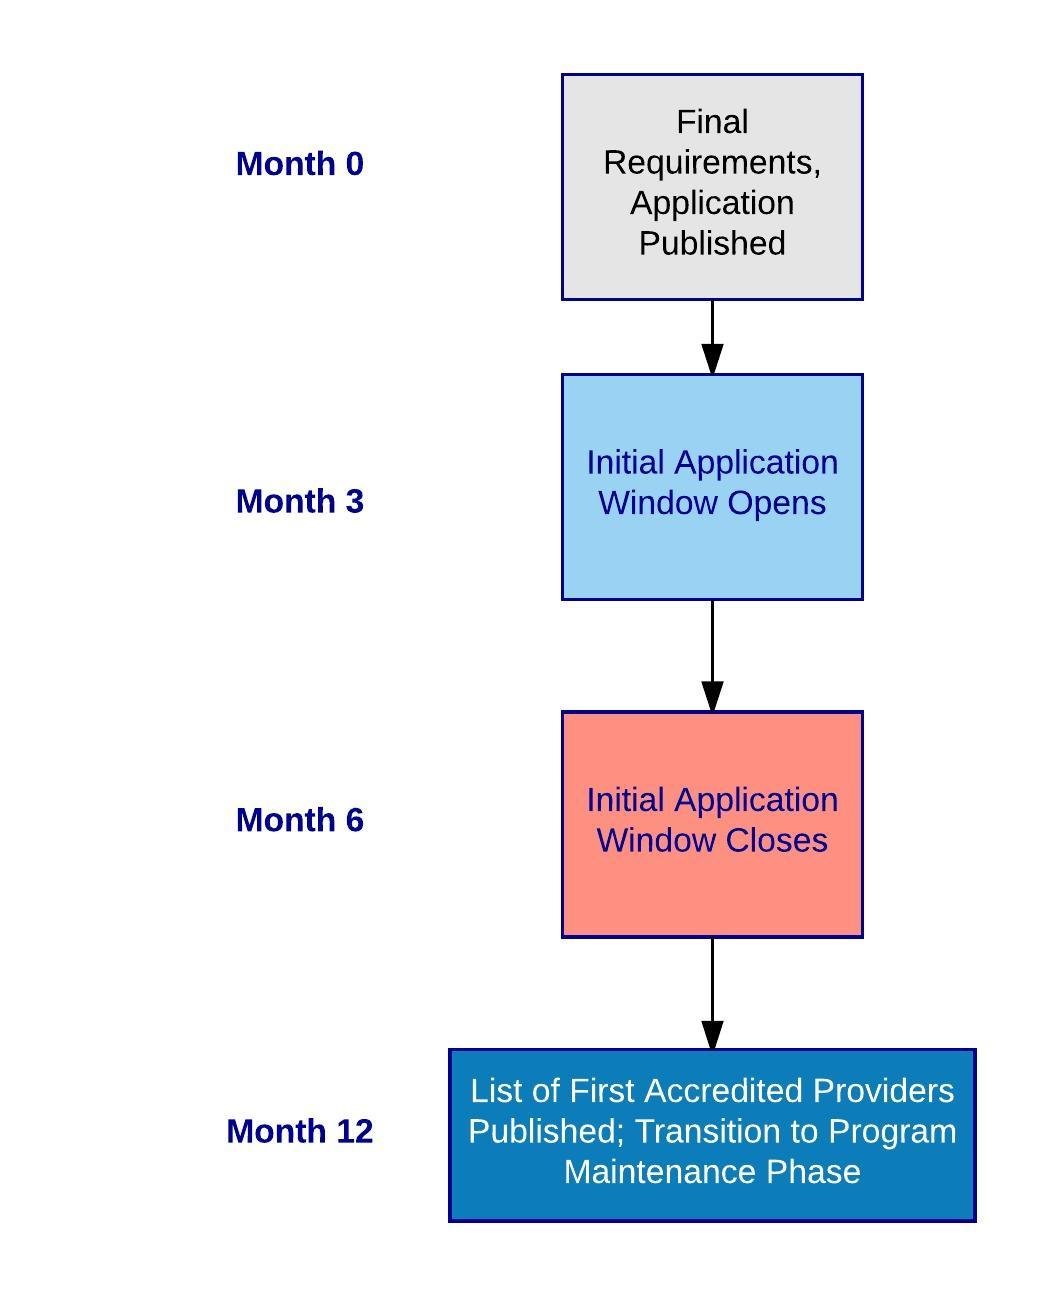 Month 0
Final
Requirements,
Application
Published
Month 3
Initial Application
Window Opens
Month 6
Initial Application
Window Closes
Month 12
List of First Accredited Providers
Published; Transition to Program
Maintenance Phase